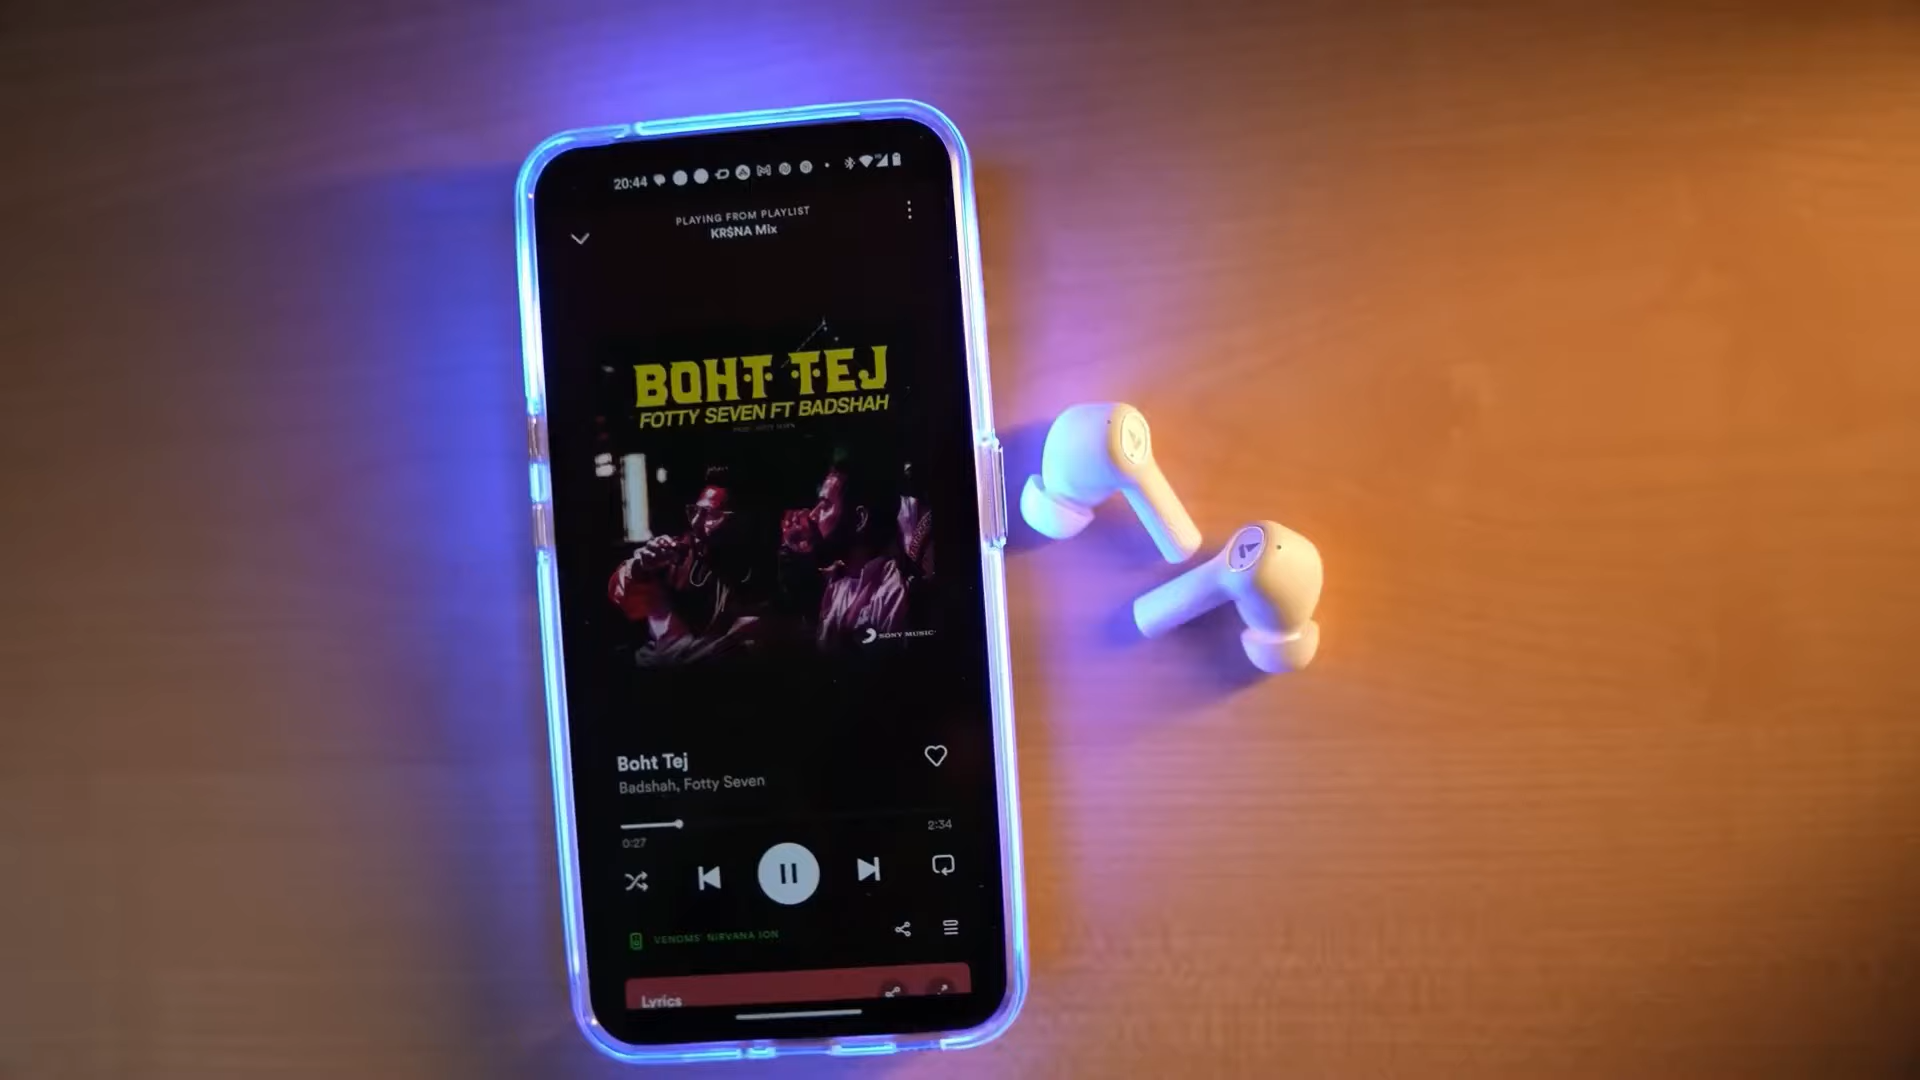 20:44
PLAYING FROM PLAYLIST
KR$NA Mix
BOHT TEJ
FOTTY SEVEN FT BADSHAH
SONY MUSIC
Boht Tej
Badshah, Fotty Seven
0:27
2:34
VENOMS' NIRVANA ION
Lyrics